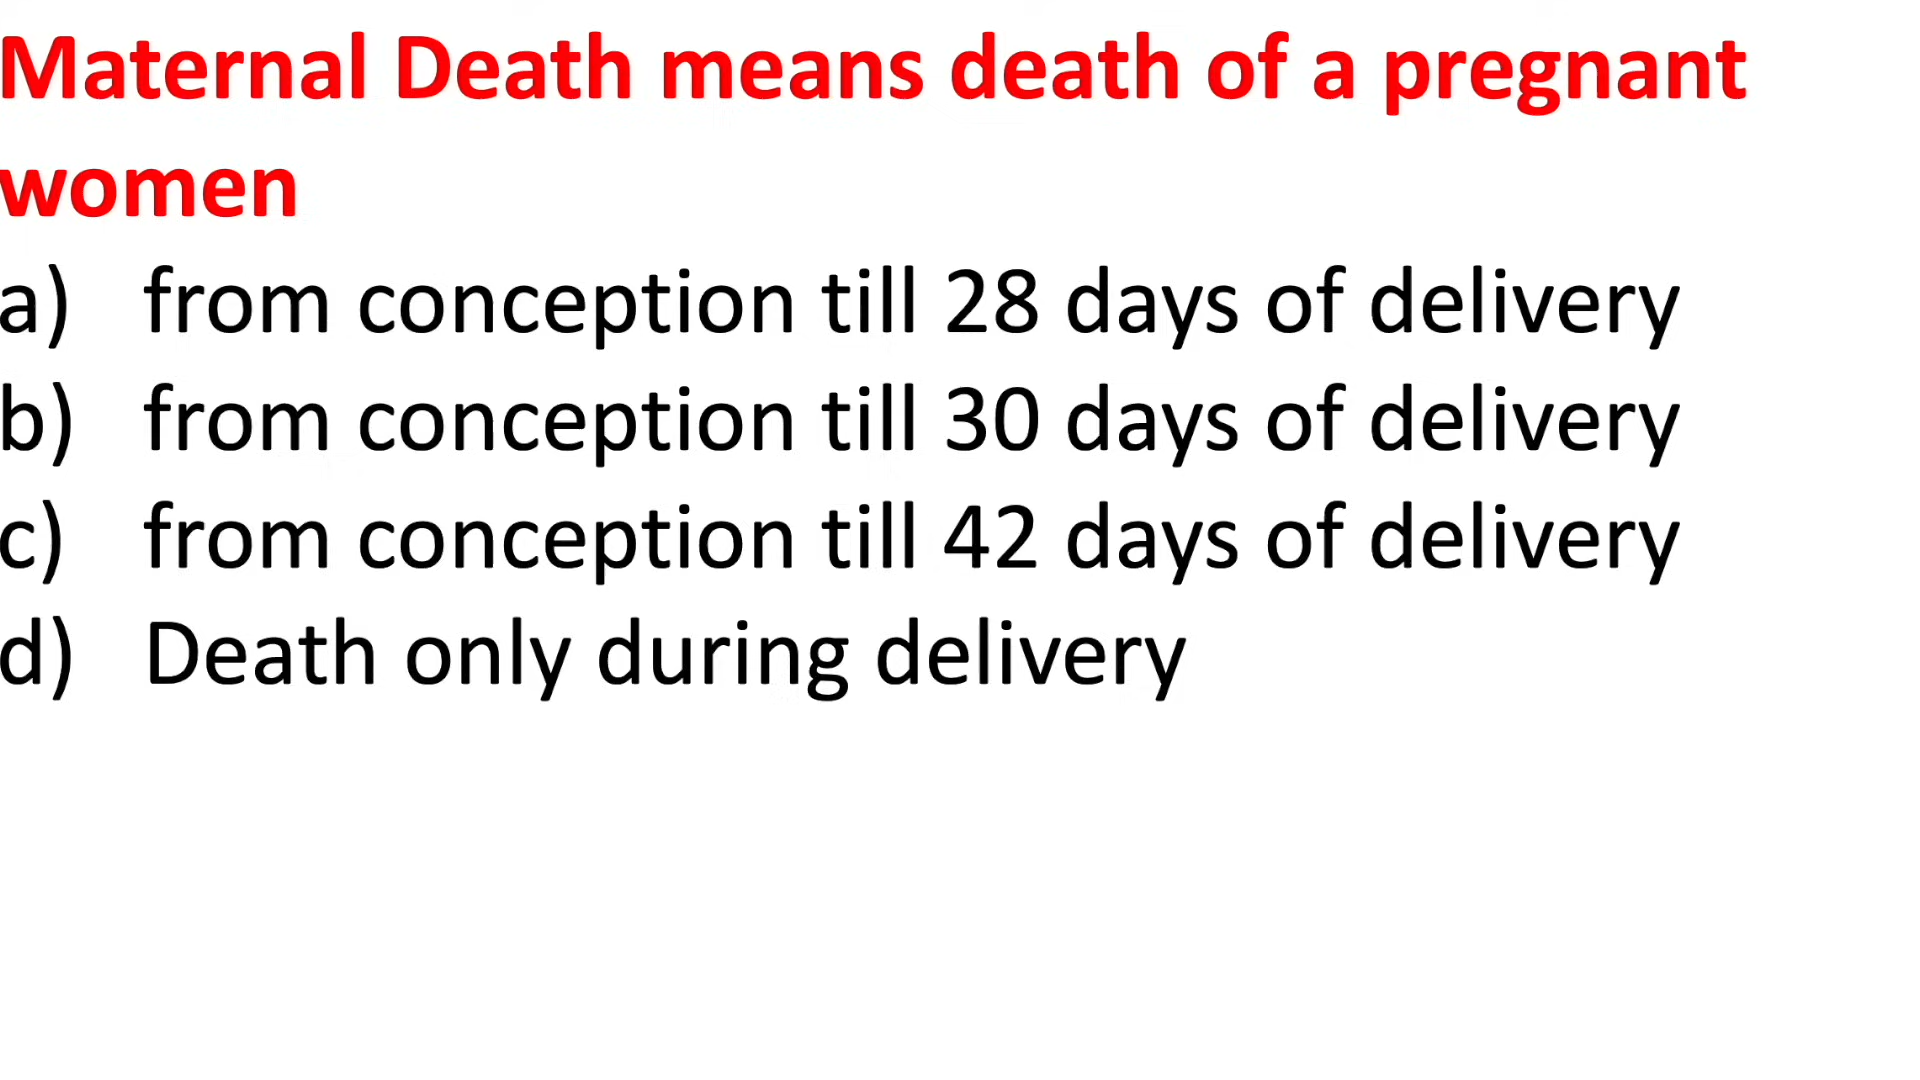 Maternal Death means death of a pregnant
women
a) from conception till 28 days of delivery
b) from conception till 30 days of delivery
c) from conception till 42 days of delivery
d) Death only during delivery